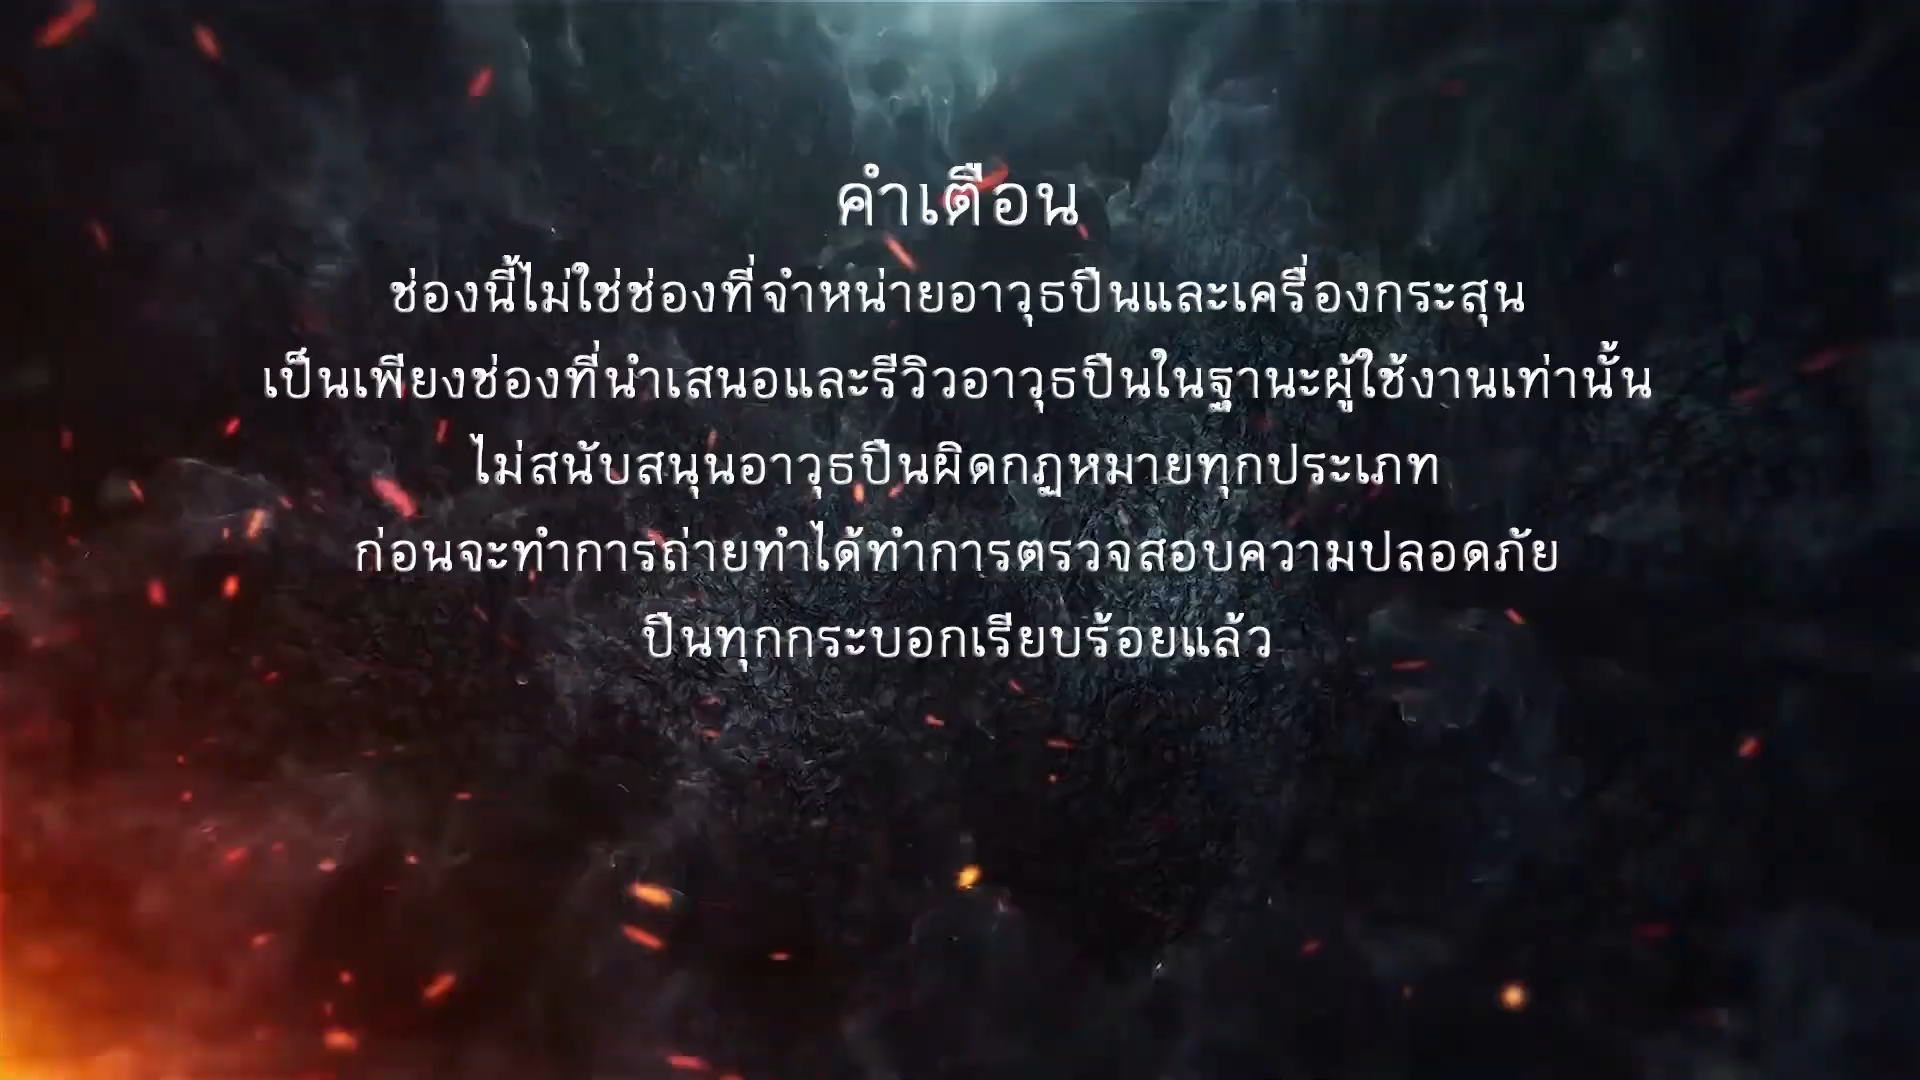 คำเตือน
ช่องนี้ไม่ใช่ช่องที่จำหน่ายอาวุธปืนและเครื่องกระสุน
เป็นเพียงช่องที่นำเสนอและรีวิวอาวุธปืนในฐานะผู้ใช้งานเท่านั้น
ไม่สนับสนุนอาวุธปืนผิดกฏหมายทุกประเภท
ก่อนจะทำการถ่ายทำได้ทำการตรวจสอบความปลอดภัย
ปืนทุกกระบอกเรียบร้อยแล้ว